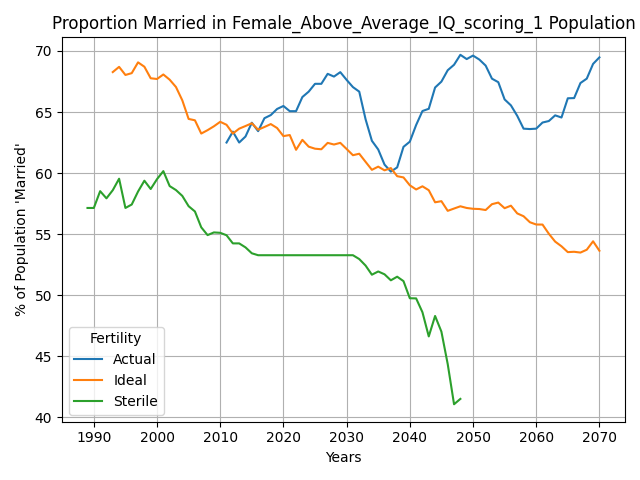 Proportion Married in Female_Above_Average_IQ_scoring_1 Population
% of Population 'Married'
70
65
60
55
50
45
40
Fertility
Actual
Ideal
Sterile
1990 2000 2010 2020 2030 2040 2050 2060 2070
Years